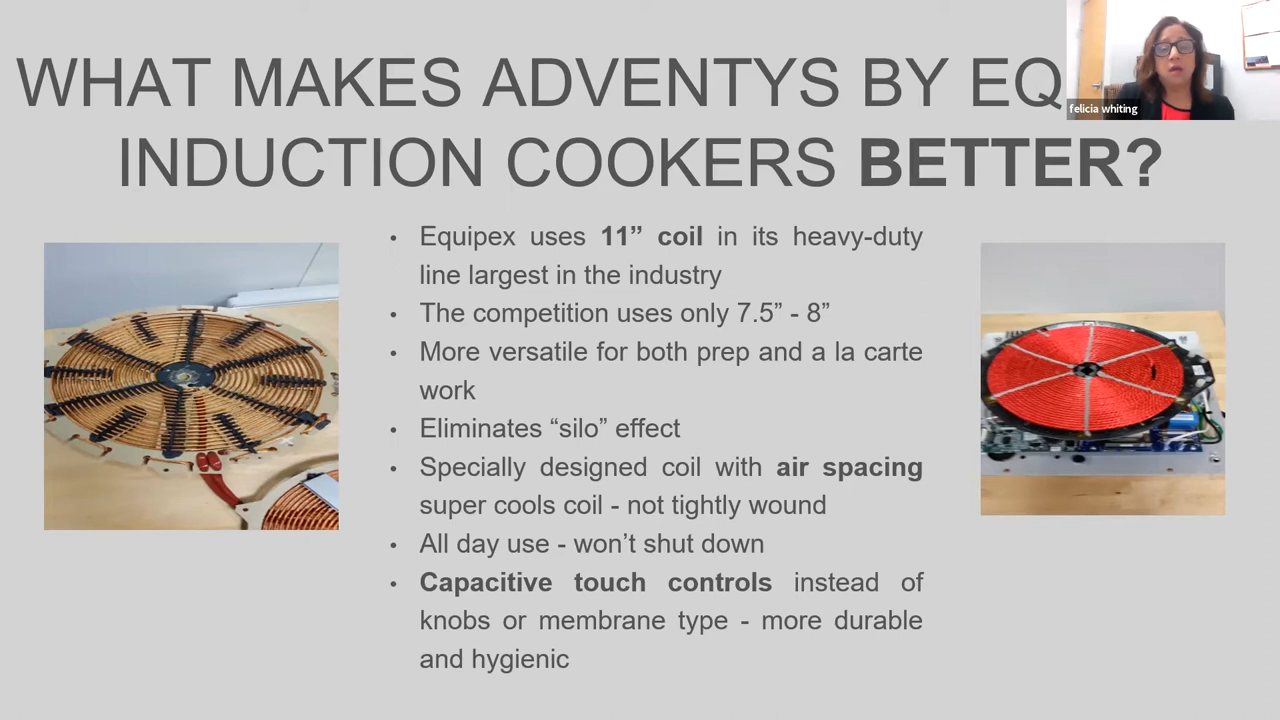 WHAT MAKES ADVENTYS BY EQ
INDUCTION COOKERS BETTER?
felicia whiting
• Equipex uses 11” coil in its heavy-duty
line largest in the industry
• The competition uses only 7.5” - 8”
• More versatile for both prep and a la carte
work
• Eliminates “silo” effect
• Specially designed coil with air spacing
super cools coil - not tightly wound
• All day use - won’t shut down
• Capacitive touch controls instead of
knobs or membrane type - more durable
and hygienic